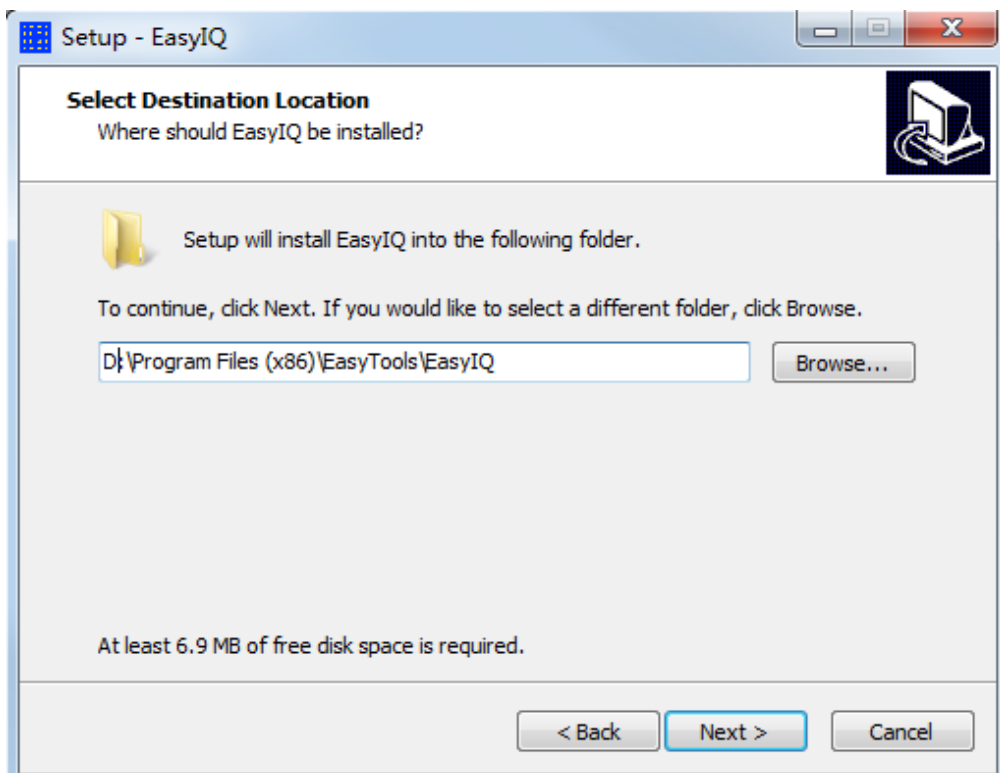 Setup - EasyIQ
Select Destination Location
Where should EasyIQ be installed?
Setup will install EasyIQ into the following folder.
To continue, click Next. If you would like to select a different folder, click Browse.
D:\Program Files (x86)\EasyTools\EasyIQ
Browse...
At least 6.9 MB of free disk space is required.
< Back
Next >
Cancel